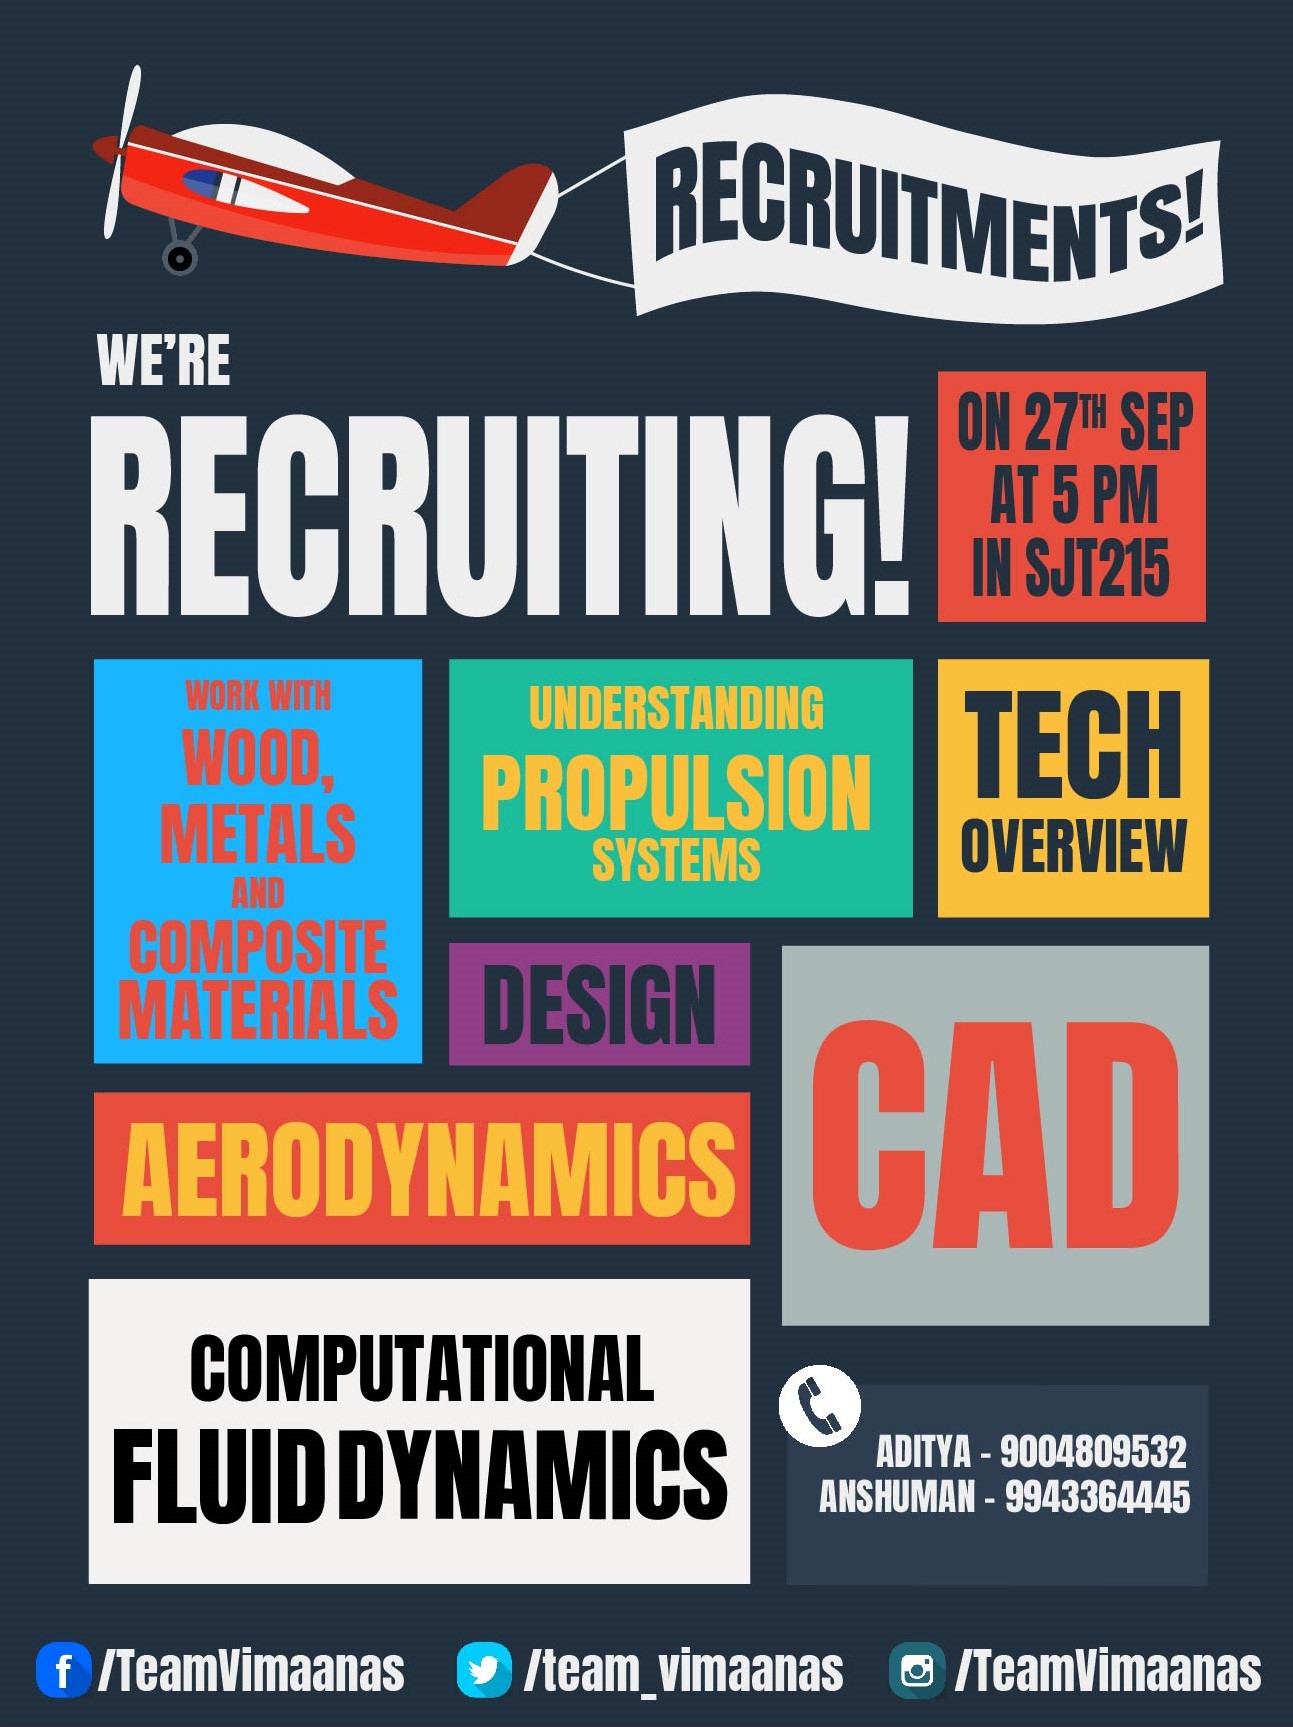 RECRUITMENTS!
WE'RE
RECRUITING!
ON 27TH SEP
AT 5 PM
IN SJT215
WORK WITH
WOOD,
METALS
AND
COMPOSITE
MATERIALS
UNDERSTANDING
PROPULSION
SYSTEMS
TECH
OVERVIEW
DESIGN
CAD
AERODYNAMICS
COMPUTATIONAL
FLUID DYNAMICS
ADITYA - 9004809532
ANSHUMAN - 9943364445
/TeamVimaanas
/team_vimaanas
/TeamVimaanas